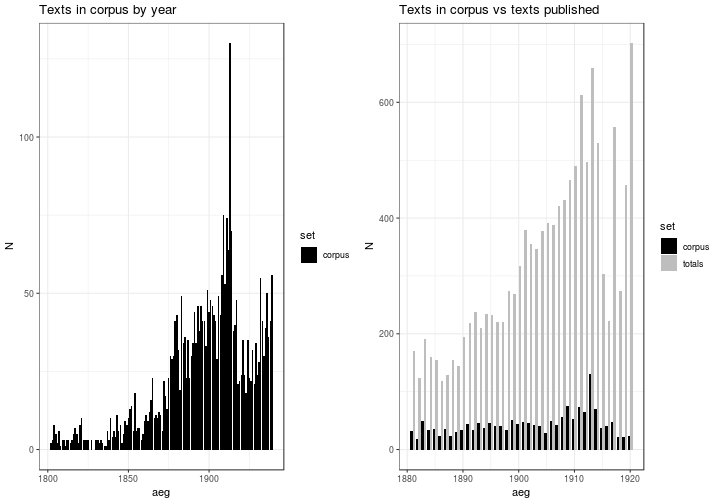 Texts in corpus by year
N
100
50
0
1800
1850
1900
aeg
set
corpus
Texts in corpus vs texts published
N
600
400
200
0
1880
1890
1900
1910
1920
aeg
set
corpus
totals